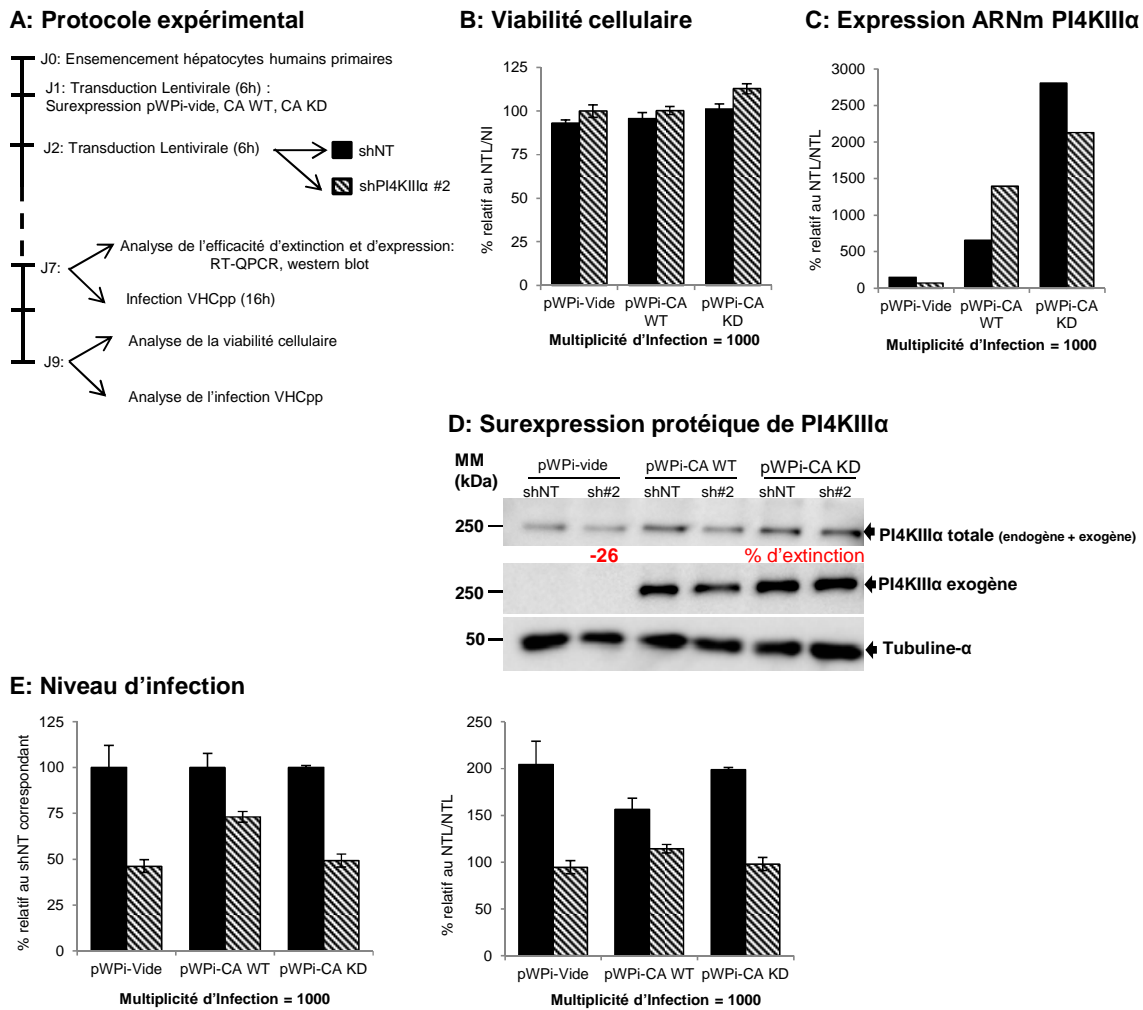 A: Protocole expérimental
J0: Ensemencement hépatocytes humains primaires
J1: Transduction Lentivirale (6h) :
Surexpression pWPi-vide, CA WT, CA KD
J2: Transduction Lentivirale (6h)
shNT
shPI4KIIIα #2
J7:
Analyse de l'efficacité d'extinction et d'expression:
RT-QPCR, western blot
Infection VHCpp (16h)
J9:
Analyse de la viabilité cellulaire
Analyse de l'infection VHCpp
B: Viabilité cellulaire
% relatif au NTL/NI
125
100
75
50
25
0
pWPi-Vide
pWPi-CA WT
pWPi-CA KD
Multiplicité d'Infection = 1000
C: Expression ARNm PI4KIIIα
% relatif au NTL/NTL
3000
2500
2000
1500
1000
500
0
pWPi-Vide
pWPi-CA WT
pWPi-CA KD
Multiplicité d'Infection = 1000
D: Surexpression protéique de PI4KIIIα
MM
(kDa)
pWPi-vide
pWPi-CA WT
pWPi-CA KD
shNT sh#2 shNT sh#2 shNT sh#2
250
PI4KIIIα totale (endogène + exogène)
-26
% d'extinction
250
PI4KIIIα exogène
50
Tubuline-α
E: Niveau d'infection
% relatif au shNT correspondant
125
100
75
50
25
0
pWPi-Vide pWPi-CA WT pWPi-CA KD
Multiplicité d'Infection = 1000
% relatif au NTL/NTL
250
200
150
100
50
0
pWPi-Vide pWPi-CA WT pWPi-CA KD
Multiplicité d'Infection = 1000